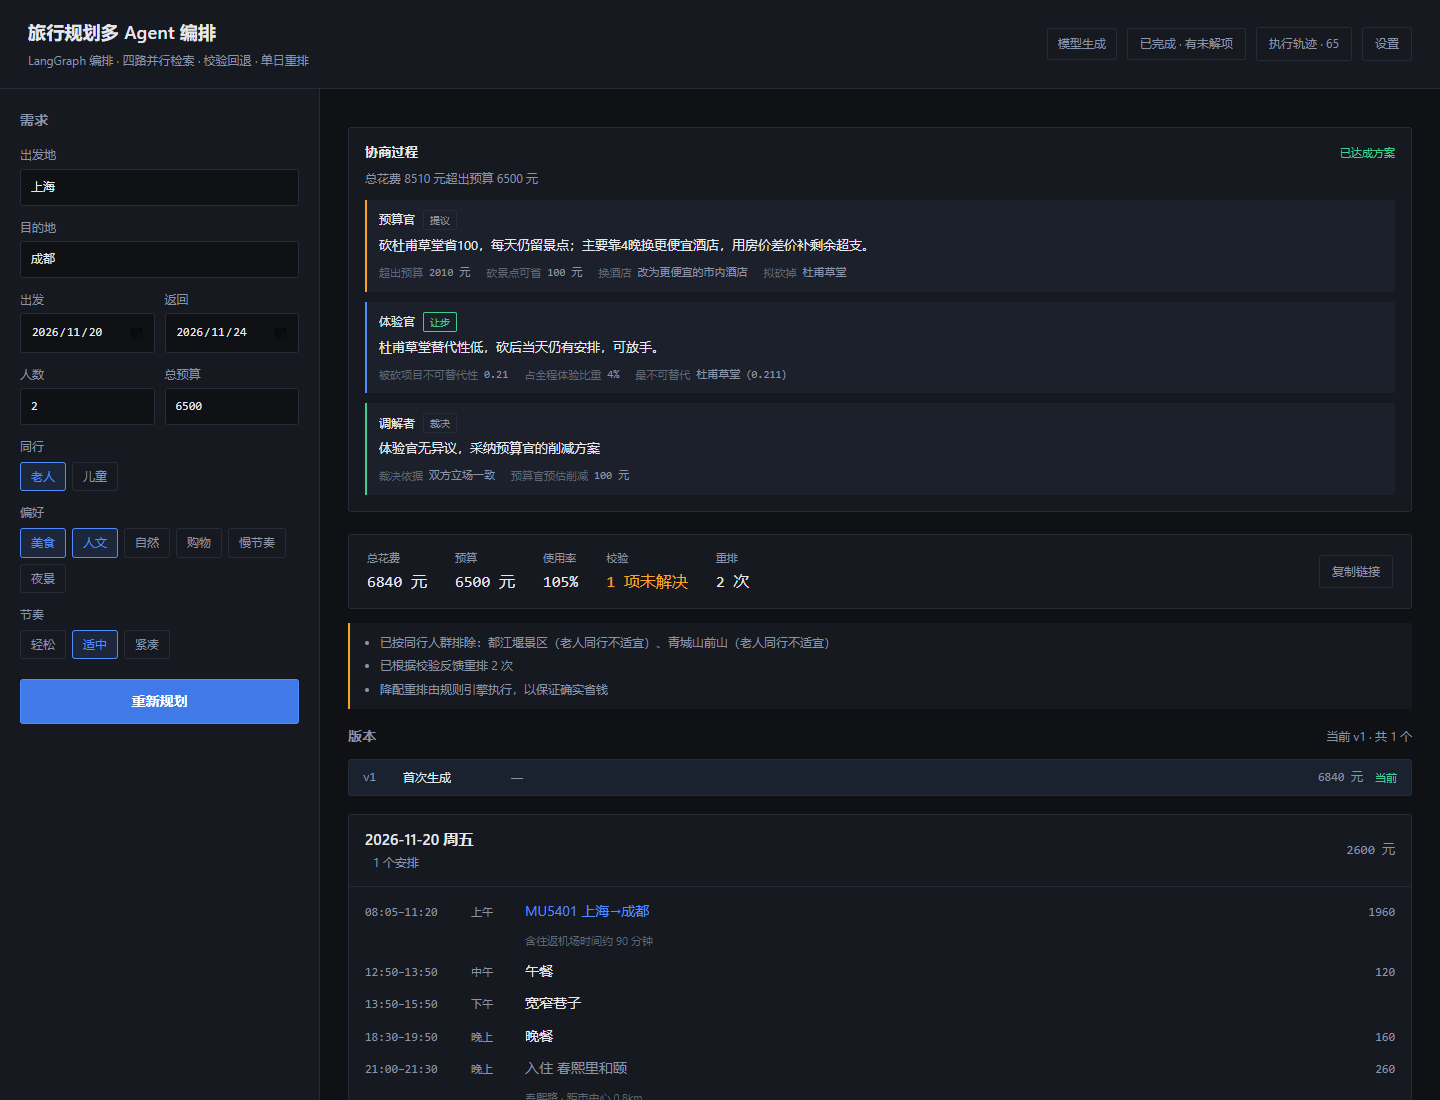 旅行规划多 Agent 编排
LangGraph 编排 · 四路并行检索 · 校验回退 · 单日重排
模型生成
已完成 · 有未解项
执行轨迹 · 65
设置
需求
出发地
上海
目的地
成都
出发
返回
2026/11/20
2026/11/24
人数
总预算
2
6500
同行
老人
儿童
偏好
美食
人文
自然
购物
慢节奏
夜景
节奏
轻松
适中
紧凑
重新规划
协商过程
已达成方案
总花费 8510 元超出预算 6500 元
预算官 提议
砍杜甫草堂省100，每天仍留景点；主要靠4晚换更便宜酒店，用房价差价补剩余超支。
超出预算 2010 元 砍景点可省 100 元 换酒店 改为更便宜的市内酒店 拟砍掉 杜甫草堂
体验官 让步
杜甫草堂替代性低，砍后当天仍有安排，可放手。
被砍项目不可替代性 0.21 占全程体验比重 4% 最不可替代 杜甫草堂（0.211）
调解者 裁决
体验官无异议，采纳预算官的削减方案
裁决依据 双方立场一致 预算官预估削减 100 元
总花费 预算 使用率 校验 重排
6840 元 6500 元 105% 1 项未解决 2 次
复制链接
已按同行人群排除：都江堰景区（老人同行不适宜）、青城山前山（老人同行不适宜）
已根据校验反馈重排 2 次
降配重排由规则引擎执行，以保证确实省钱
版本
当前 v1 · 共 1 个
v1 首次生成 — 6840 元 当前
2026-11-20 周五
1 个安排
2600 元
08:05–11:20 上午 MU5401 上海→成都 1960
含往返机场时间约 90 分钟
12:50–13:50 中午 午餐 120
13:50–15:50 下午 宽窄巷子
18:30–19:50 晚上 晚餐 160
21:00–21:30 晚上 入住 春熙里和颐 260
春熙路 · 距市中心 0.8km